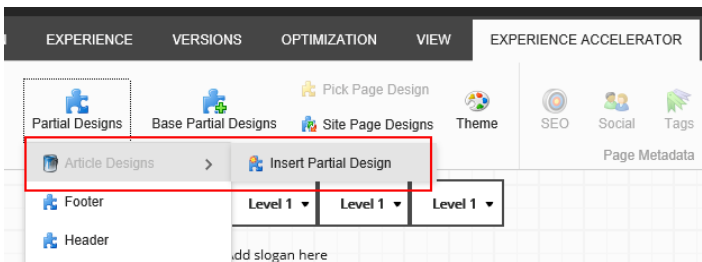 EXPERIENCE VERSIONS OPTIMIZATION VIEW EXPERIENCE ACCELERATOR
Pick Page Design
Partial Designs Base Partial Designs Site Page Designs Theme SEO Social Tags
Page Metadata
Article Designs > Insert Partial Design
Footer Level 1 Level 1 Level 1
Header
dd slogan here